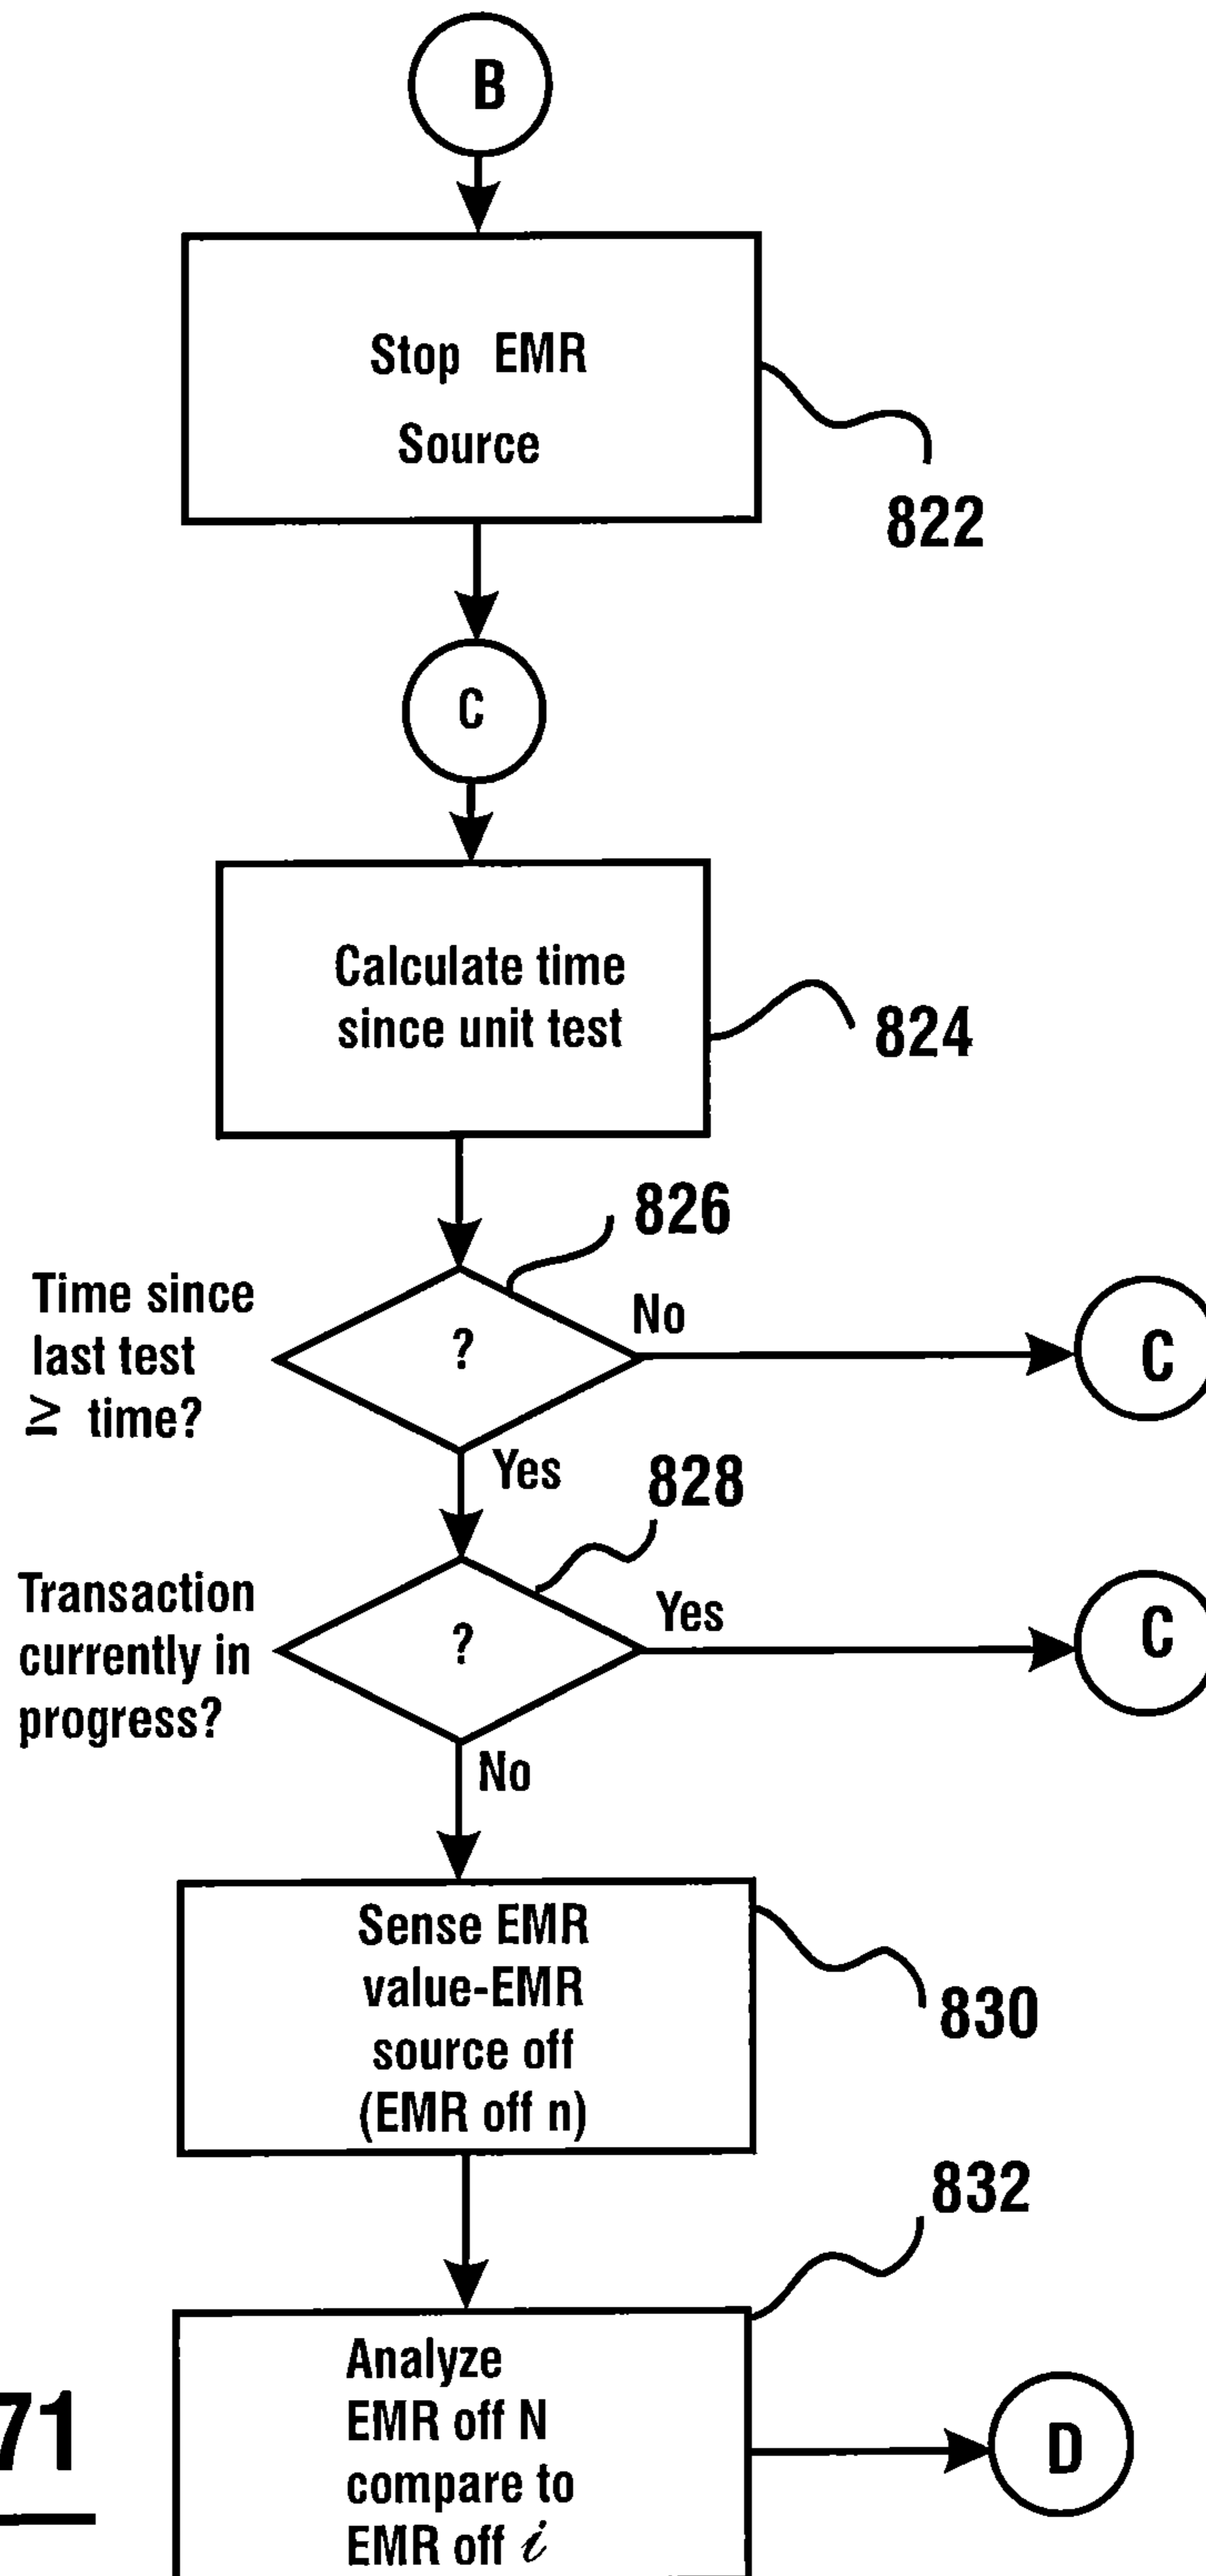 B
Stop EMR
Source
822
C
Calculate time
since unit test
824
826
Time since
last test
≥ time?
?
No
C
Yes
828
Transaction
currently in
progress?
?
Yes
C
No
Sense EMR
value-EMR
source off
(EMR off n)
830
832
Analyze
EMR off N
compare to
EMR off i
D
71